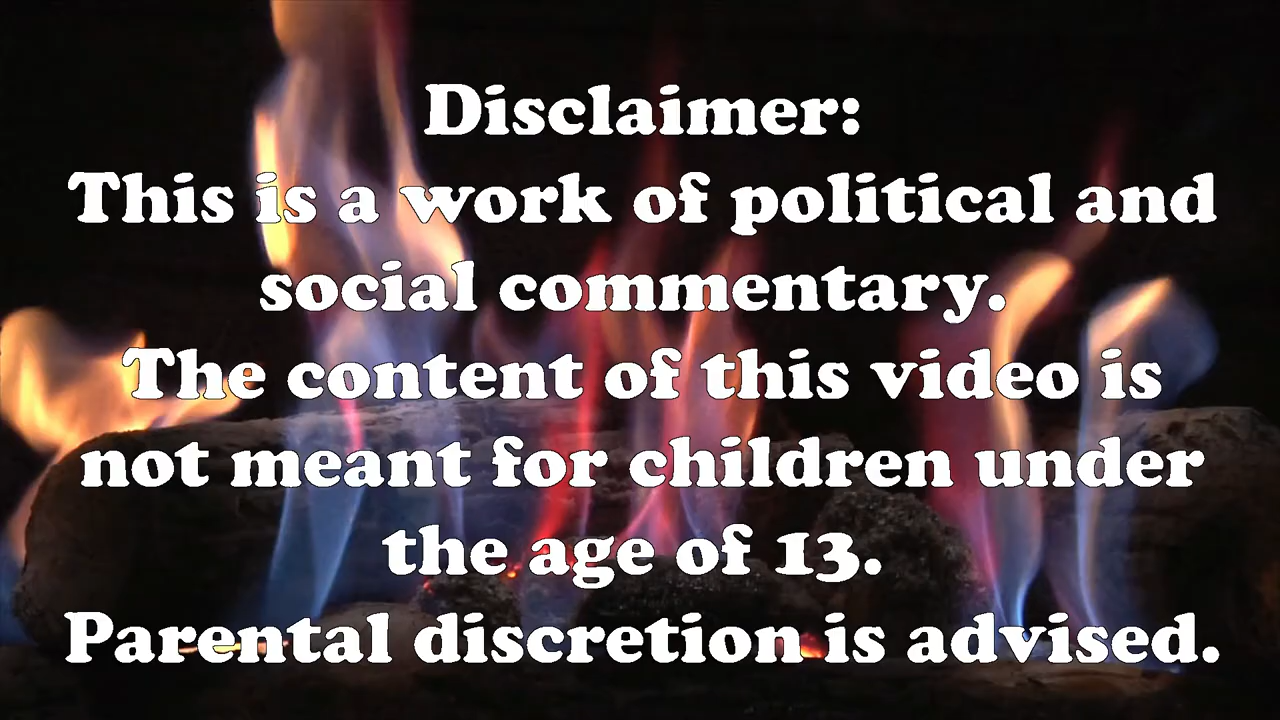 Disclaimer:
This is a work of political and
social commentary.
The content of this video is
not meant for children under
the age of 13.
Parental discretion is advised.